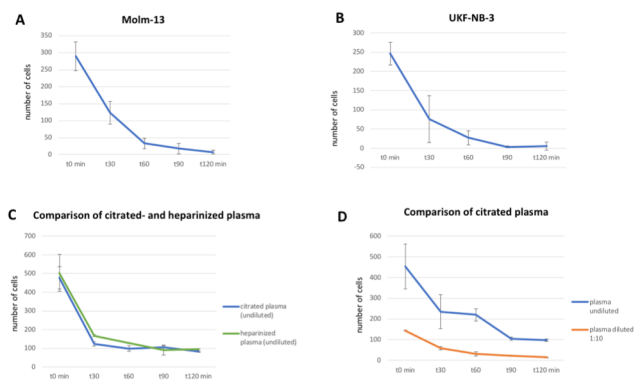 A
Molm-13
number of cells
350
300
250
200
150
100
50
0
t0 min t30 t60 t90 t120 min
B
UKF-NB-3
number of cells
300
250
200
150
100
50
0
-50
t0 min t30 t60 t90 t120 min
C
Comparison of citrated- and heparinized plasma
number of cells
700
600
500
400
300
200
100
0
t0 min t30 t60 t90 t120 min
citrated plasma
(undiluted)
heparinized
plasma (undiluted)
D
Comparison of citrated plasma
number of cells
600
500
400
300
200
100
0
t0 min t30 t60 t90 t120 min
plasma
undiluted
plasma diluted
1:10